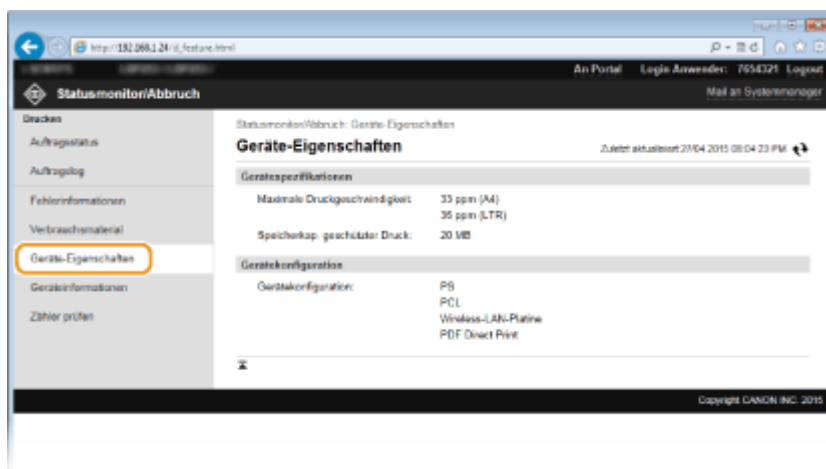 http://192.168.1.24/d_feature.html
An Portal Login Anwender: 7654321 Logout
Statusmonitor/Abbruch
Mail an Systemmanager
Drucken
Auftragsstatus
Auftragslog
Fehlerinformationen
Verbrauchsmaterial
Geräte-Eigenschaften
Geräteinformationen
Zähler prüfen
Statusmonitor/Abbruch: Geräte-Eigenschaften
Geräte-Eigenschaften
Zuletzt aktualisiert:27/04 2015 08:04:23 PM
Gerätespezifikationen
Maximale Druckgeschwindigkeit: 33 ppm (A4)
35 ppm (LTR)
Speicherkap. geschützter Druck: 20 MB
Gerätekonfiguration
Gerätekonfiguration: PS
PCL
Wireless-LAN-Platine
PDF Direct Print
Copyright CANON INC. 2015